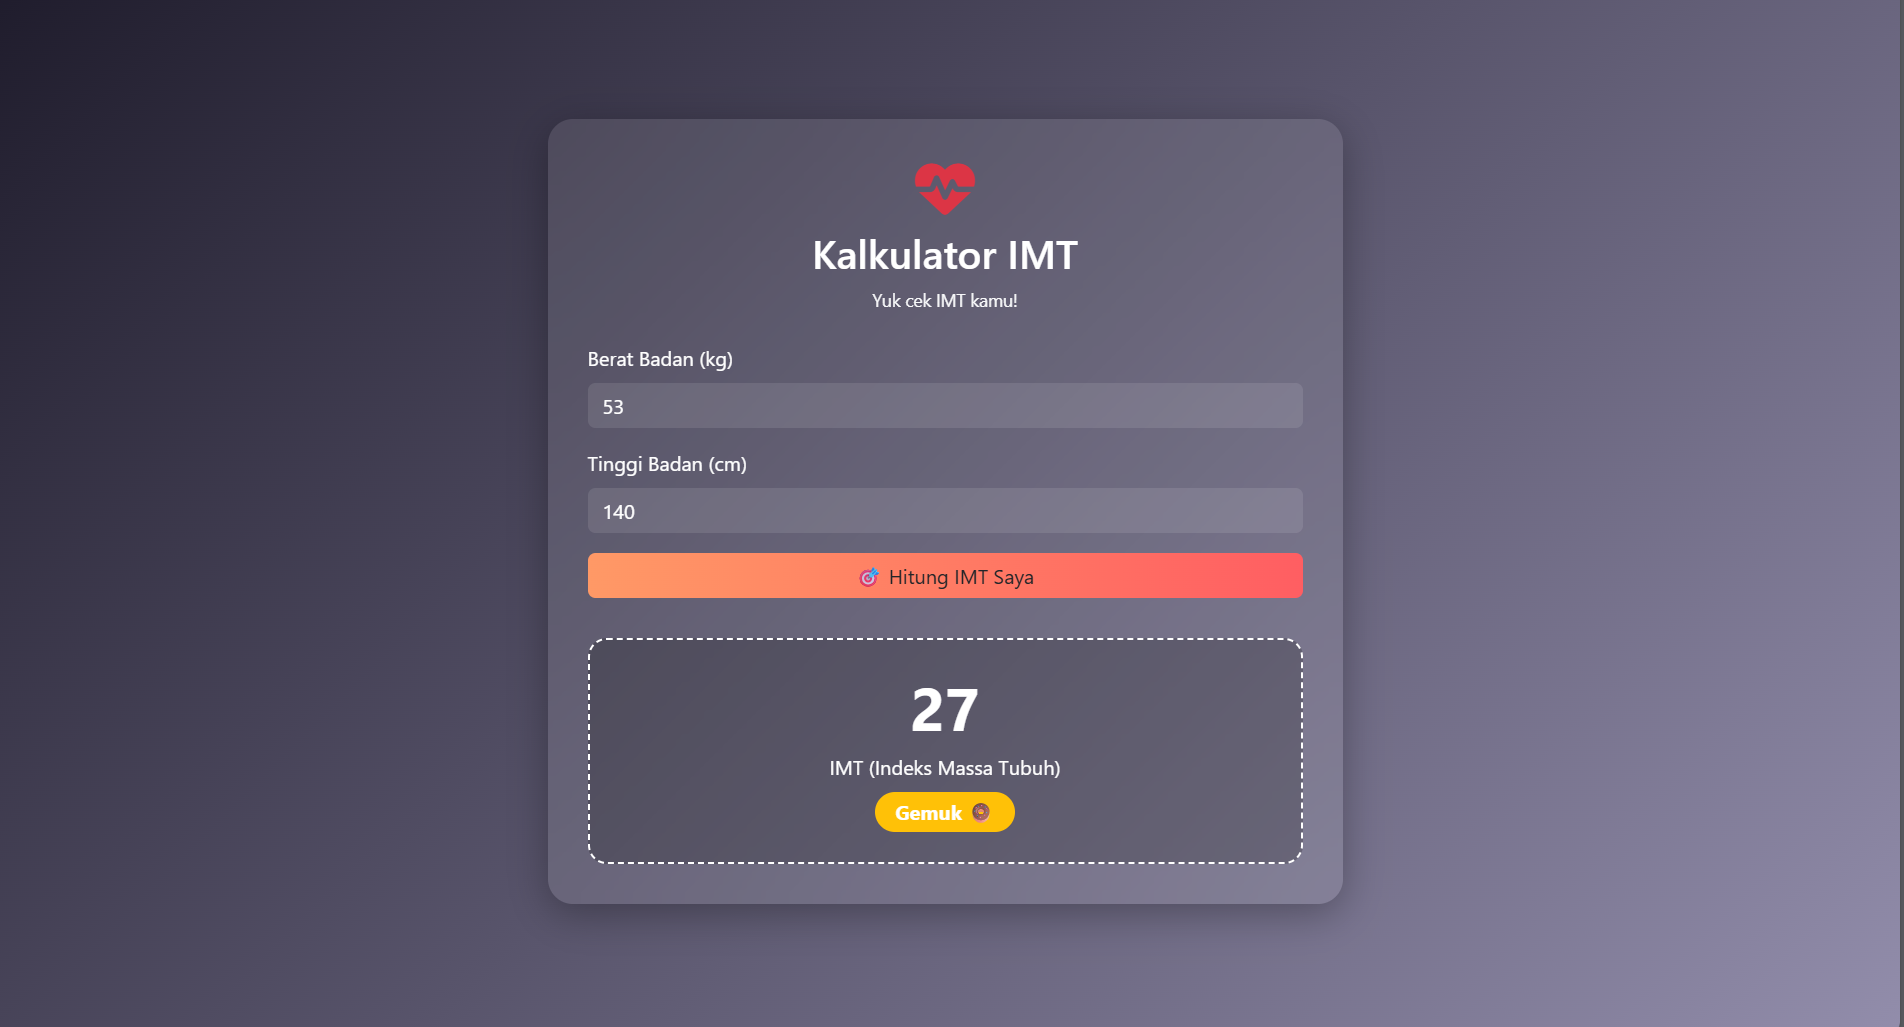 Kalkulator IMT
Yuk cek IMT kamu!
Berat Badan (kg)
53
Tinggi Badan (cm)
140
🎯 Hitung IMT Saya
27
IMT (Indeks Massa Tubuh)
Gemuk 🍩